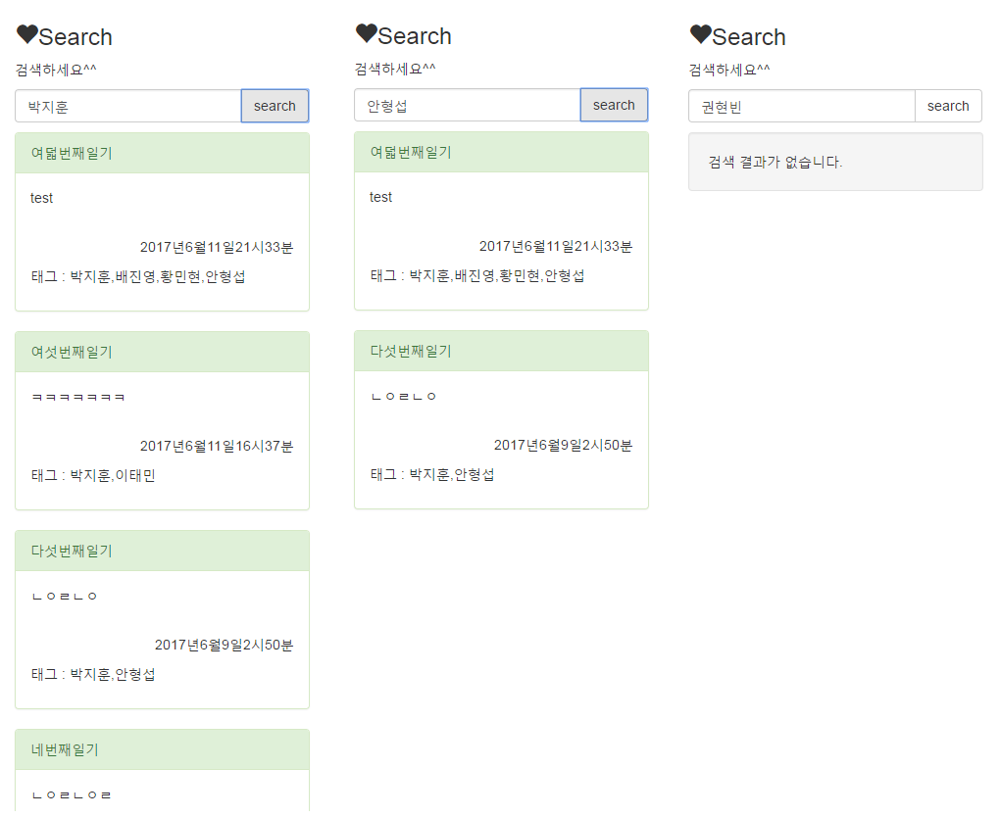 Search
검색하세요^^
박지훈 search
여덟번째일기
test
2017년6월11일21시33분
태그 : 박지훈,배진영,황민현,안형섭
여섯번째일기
ㅋㅋㅋㅋㅋㅋㅋ
2017년6월11일16시37분
태그 : 박지훈,이태민
다섯번째일기
ㄴㅇㄹㄴㅇ
2017년6월9일2시50분
태그 : 박지훈,안형섭
네번째일기
ㄴㅇㄹㄴㅇㄹ
Search
검색하세요^^
안형섭 search
여덟번째일기
test
2017년6월11일21시33분
태그 : 박지훈,배진영,황민현,안형섭
다섯번째일기
ㄴㅇㄹㄴㅇ
2017년6월9일2시50분
태그 : 박지훈,안형섭
Search
검색하세요^^
권현빈 search
검색 결과가 없습니다.